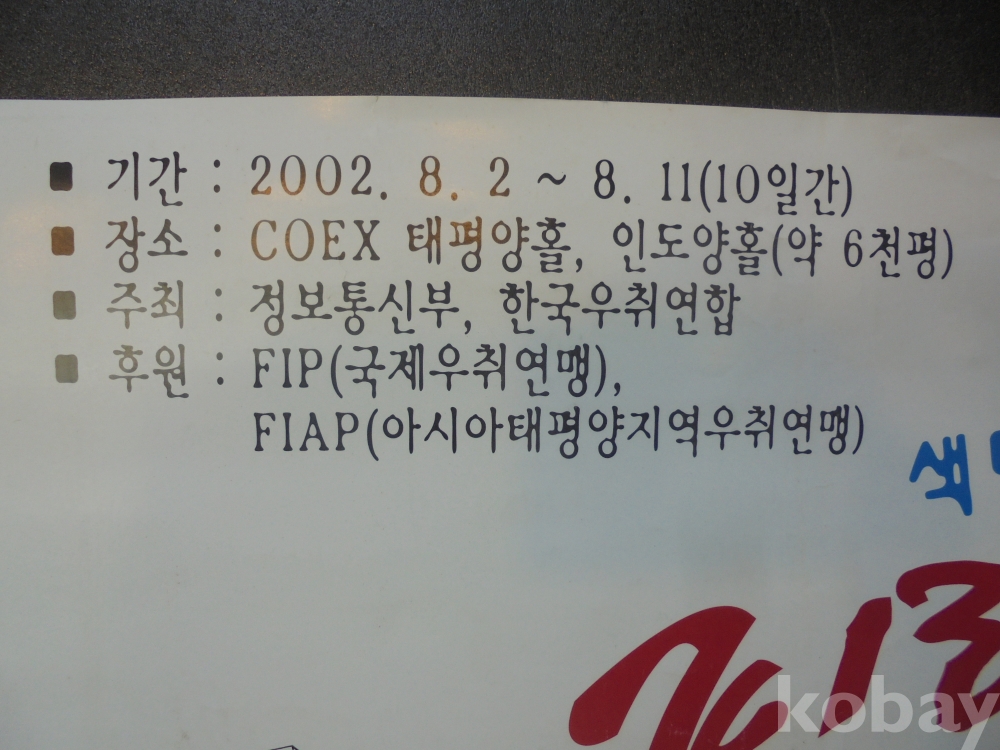 ■ 기간 : 2002. 8. 2 ~ 8. 11(10일간)
■ 장소 : COEX 태평양홀, 인도양홀(약 6천평)
■ 주최 : 정보통신부, 한국우취연합
■ 후원 : FIP(국제우취연맹),
FIAP(아시아태평양지역우취연맹)
kobay